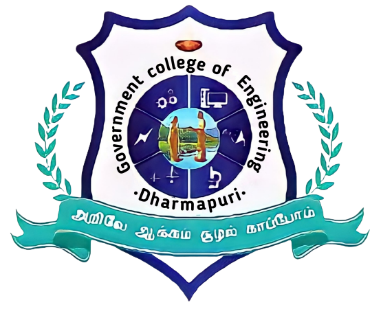 Government college of Engineering
·Dharmapuri·
அறிவே ஆக்கம் சூழல் காப்போம்